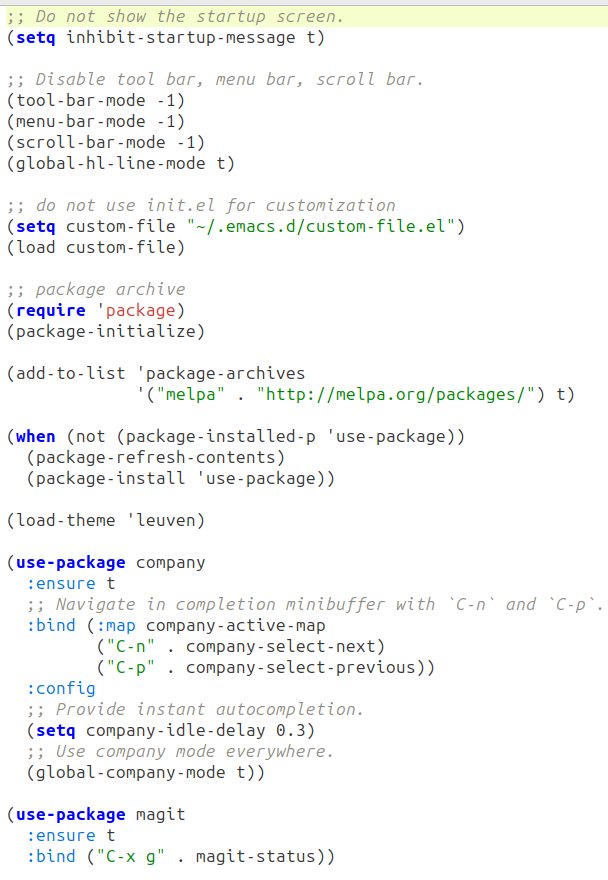 ;; Do not show the startup screen.
(setq inhibit-startup-message t)

;; Disable tool bar, menu bar, scroll bar.
(tool-bar-mode -1)
(menu-bar-mode -1)
(scroll-bar-mode -1)
(global-hl-line-mode t)

;; do not use init.el for customization
(setq custom-file "~/.emacs.d/custom-file.el")
(load custom-file)

;; package archive
(require 'package)
(package-initialize)

(add-to-list 'package-archives
             '("melpa" . "http://melpa.org/packages/") t)

(when (not (package-installed-p 'use-package))
  (package-refresh-contents)
  (package-install 'use-package))

(load-theme 'leuven)

(use-package company
  :ensure t
  ;; Navigate in completion minibuffer with `C-n` and `C-p`.
  :bind (:map company-active-map
         ("C-n" . company-select-next)
         ("C-p" . company-select-previous))
  :config
  ;; Provide instant autocompletion.
  (setq company-idle-delay 0.3)
  ;; Use company mode everywhere.
  (global-company-mode t))

(use-package magit
  :ensure t
  :bind ("C-x g" . magit-status))